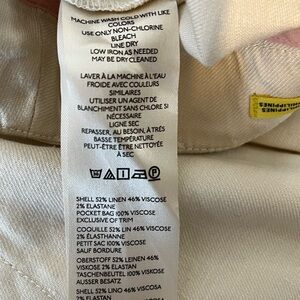 MACHINE WASH COLD WITH LIKE
COLORS
USE ONLY NON-CHLORINE
BLEACH
LINE DRY
LOW IRON AS NEEDED
MAY BE DRY CLEANED
LAVER À LA MACHINE À L'EAU
FROIDE AVEC COULEURS
SIMILAIRES
UTILISER UN AGENT DE
BLANCHIMENT SANS CHLORE SI
NÉCESSAIRE
LIGNE SEC
REPASSER, AU BESOIN, À TRÈS
BASSE TEMPÉRATURE
PEUT-ÊTRE ÊTRE NETTOYÉE
À SEC
P
SHELL 52% LINEN 46% VISCOSE
2% ELASTANE
POCKET BAG 100% VISCOSE
EXCLUSIVE OF TRIM
COQUILLE 52% LIN 46% VISCOSE
2% ÉLASTHANNE
PETIT SAC 100% VISCOSE
SAUF BORDURE
OBERSTOFF 52% LEINEN 46%
VISKOSE 2% ELASTAN
TASCHENBEUTEL 100% VISKOSE
AUSSER BESATZ
SHELL 52% LINO 46% VISCOSA
2% ELASTAN
PHILIPPINES